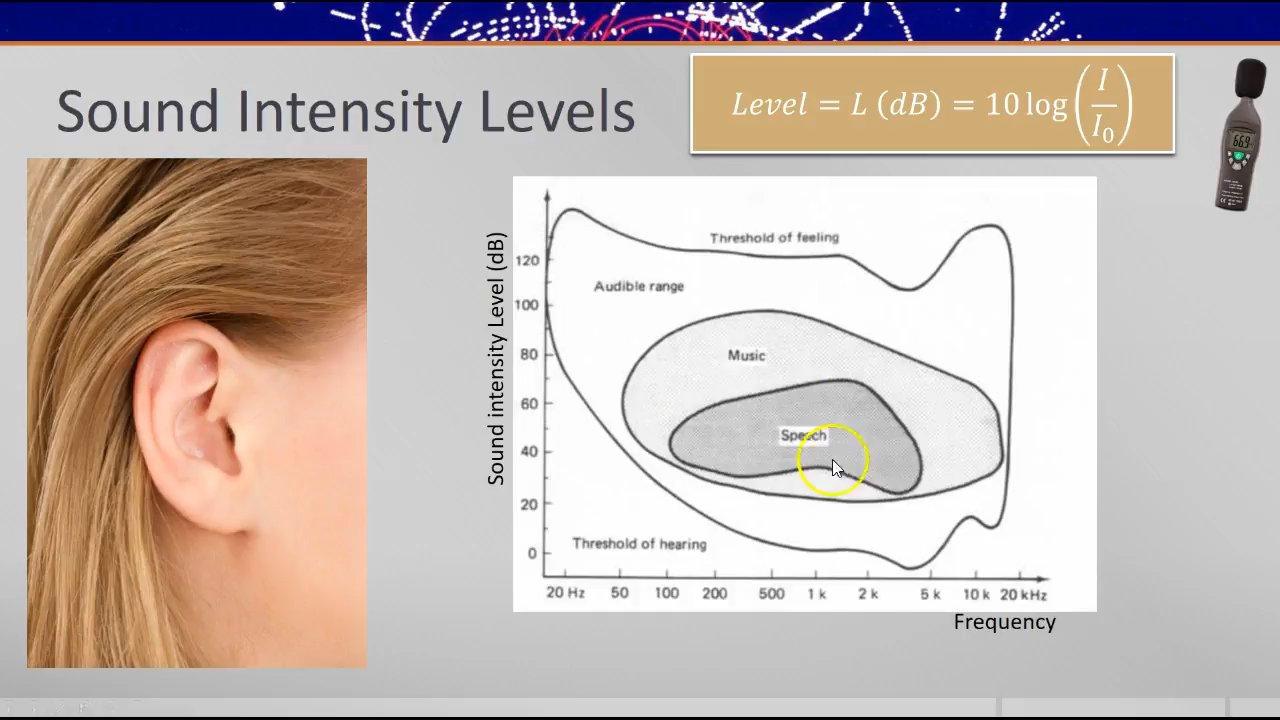 Sound Intensity Levels
Level = L (dB) = 10 log(I/I₀)
66.9
Sound intensity Level (dB)
120
100
80
60
40
20
0
Threshold of feeling
Audible range
Music
Speech
Threshold of hearing
20 Hz 50 100 200 500 1 k 2 k 5 k 10 k 20 kHz
Frequency